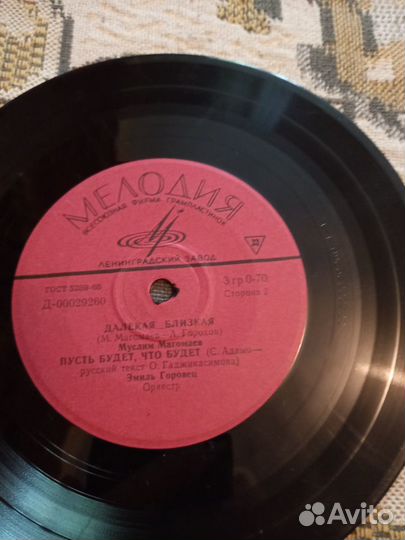 МЕЛОДИЯ
ВСЕСОЮЗНАЯ ФИРМА ГРАМПЛАСТИНОК
33
ЛЕНИНГРАДСКИЙ ЗАВОД
ГОСТ 5289-68
3 гр 0-70
Д-00029260
Сторона 2
ДАЛЕКАЯ БЛИЗКАЯ
(М. Магомаев - А. Горохов)
Муслим Магомаев
ПУСТЬ БУДЕТ, ЧТО БУДЕТ (С. Адамо—
русский текст О. Гаджикасимова)
Эмиль Горовец
Оркестр
Avito